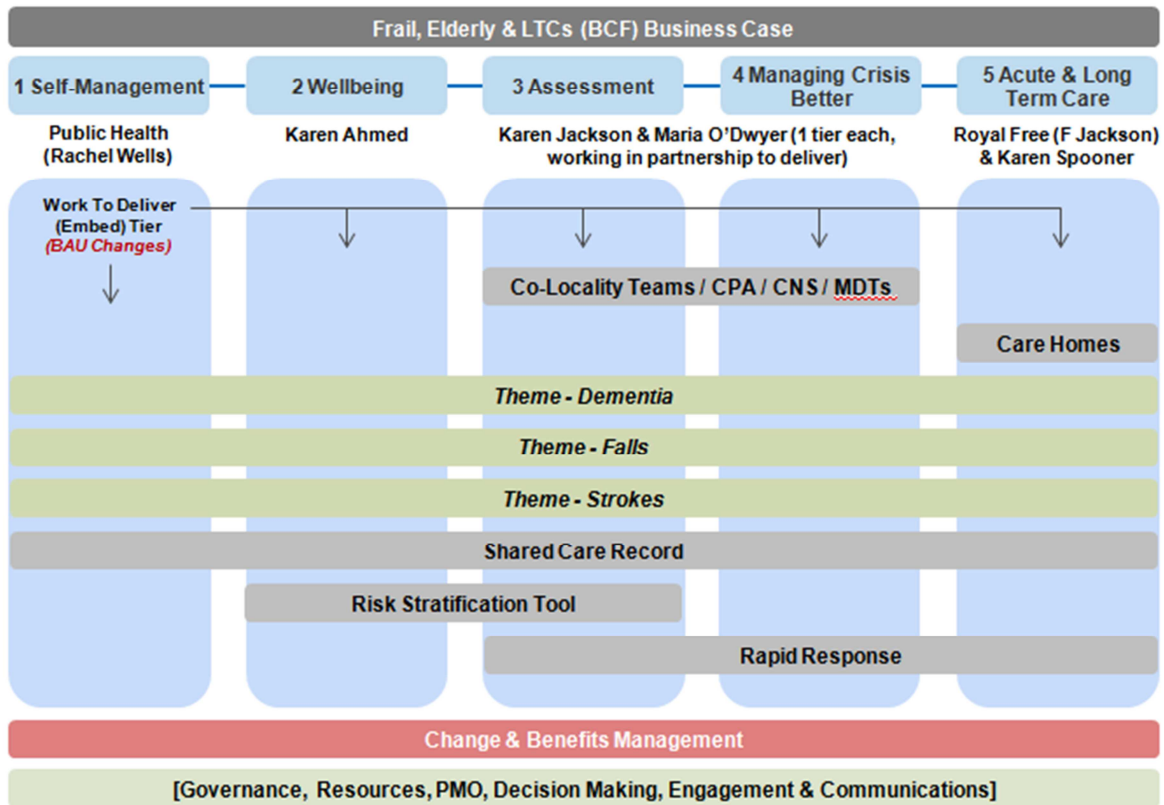 Frail, Elderly & LTCs (BCF) Business Case
1 Self-Management
2 Wellbeing
3 Assessment
4 Managing Crisis
Better
5 Acute & Long
Term Care
Public Health
(Rachel Wells)
Karen Ahmed
Karen Jackson & Maria O’Dwyer (1 tier each,
working in partnership to deliver)
Royal Free (F Jackson)
& Karen Spooner
Work To Deliver
(Embed) Tier
(BAU Changes)
Co-Locality Teams / CPA / CNS / MDTs
Care Homes
Theme - Dementia
Theme - Falls
Theme - Strokes
Shared Care Record
Risk Stratification Tool
Rapid Response
Change & Benefits Management
[Governance, Resources, PMO, Decision Making, Engagement & Communications]